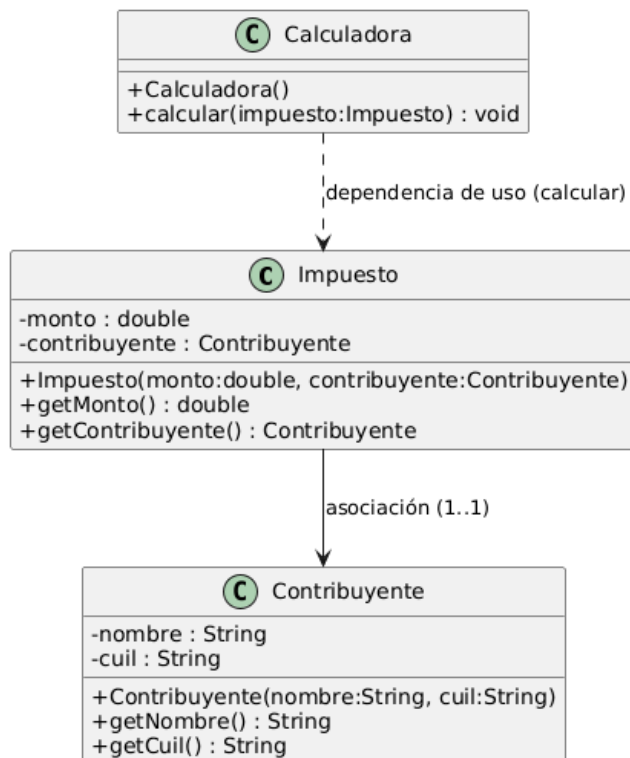 C Calculadora
+Calculadora()
+calcular(impuesto:Impuesto) : void
dependencia de uso (calcular)
C Impuesto
-monto : double
-contribuyente : Contribuyente
+Impuesto(monto:double, contribuyente:Contribuyente)
+getMonto() : double
+getContribuyente() : Contribuyente
asociación (1..1)
C Contribuyente
-nombre : String
-cuil : String
+Contribuyente(nombre:String, cuil:String)
+getNombre() : String
+getCuil() : String